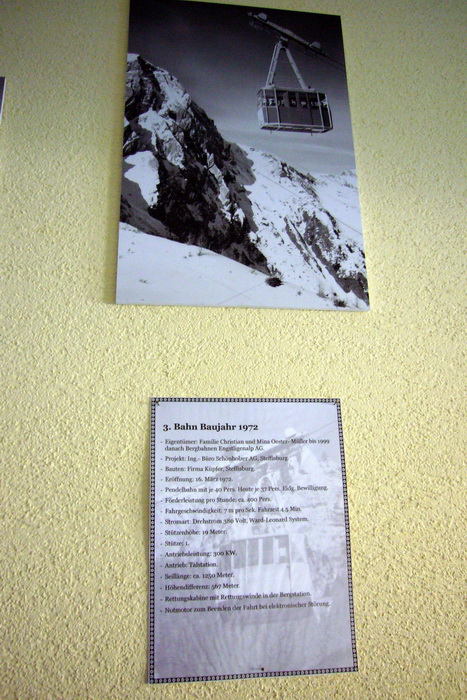 3. Bahn Baujahr 1972
- Eigentümer: Familie Christian und Mina Oester- Müller bis 1999
danach Bergbahnen Engstligenalp AG.
- Projekt: Ing.- Büro Schönholzer AG, Steffisburg.
- Bauten: Firma Küpfer, Steffisburg.
- Eröffnung: 16. März 1972.
- Pendelbahn mit je 40 Pers. Heute je 37 Pers. Eidg. Bewilligung.
- Förderleistung pro Stunde: ca. 400 Pers.
- Fahrgeschwindigkeit: 7 m pro Sek. Fahrzeit 4.5 Min.
- Stromart: Drehstrom 380 Volt, Ward-Leonard System.
- Stützenhöhe: 19 Meter.
- Stütze: 1.
- Antriebsleistung: 300 KW.
- Antrieb: Talstation.
- Seillänge: ca. 1250 Meter.
- Höhendifferenz: 567 Meter.
- Rettungskabine mit Rettungswinde in der Bergstation.
- Notmotor zum Beenden der Fahrt bei elektronischer Störung.